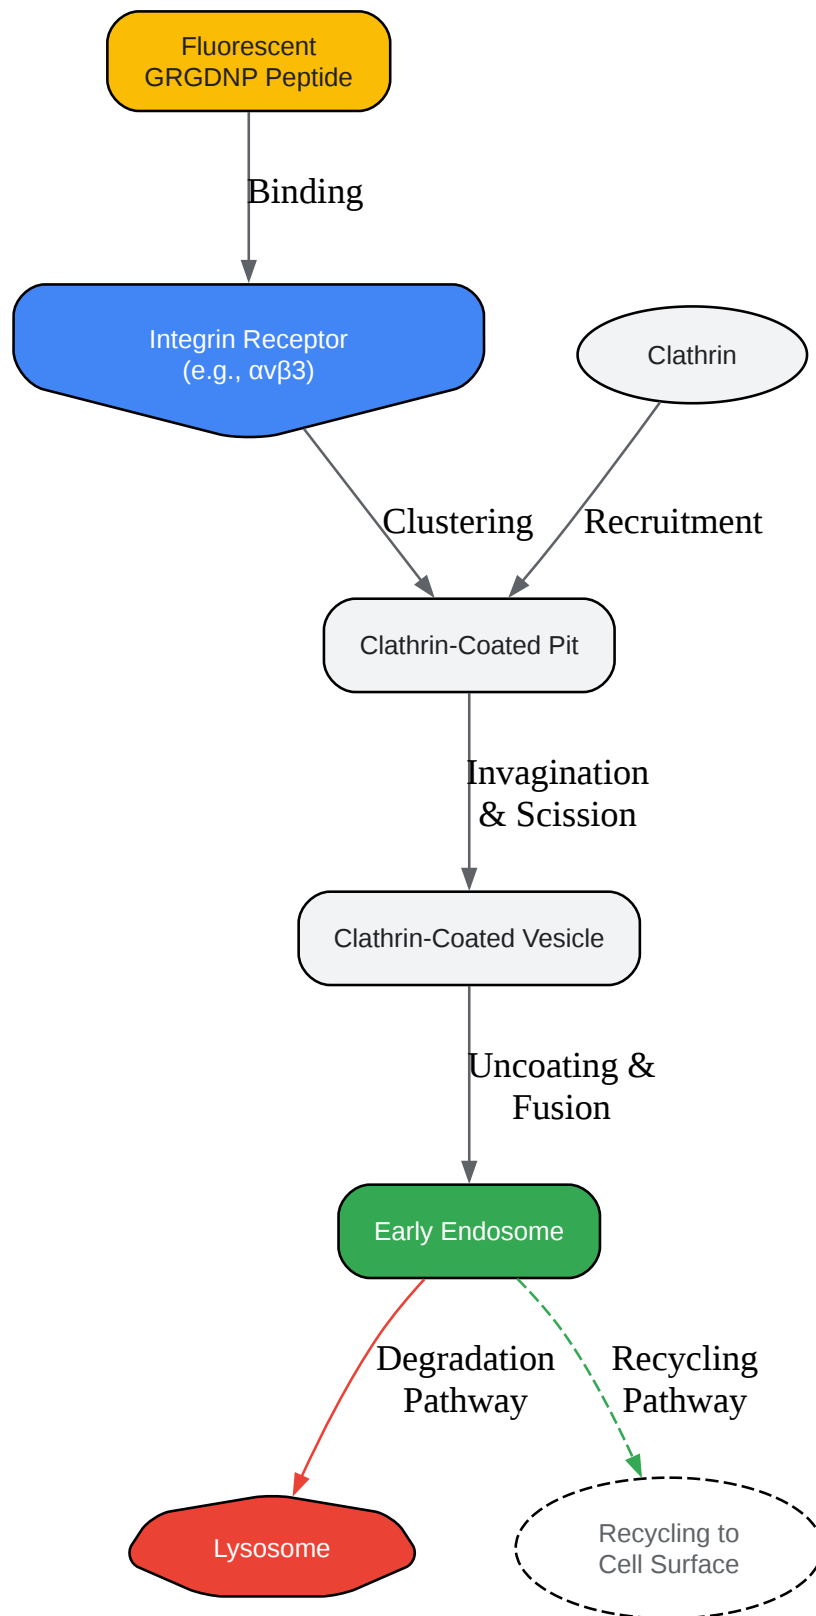 Fluorescent
GRGDNP Peptide
Binding
Integrin Receptor
(e.g., αvβ3)
Clathrin
Clustering
Recruitment
Clathrin-Coated Pit
Invagination
& Scission
Clathrin-Coated Vesicle
Uncoating &
Fusion
Early Endosome
Degradation
Pathway
Recycling
Pathway
Lysosome
Recycling to
Cell Surface